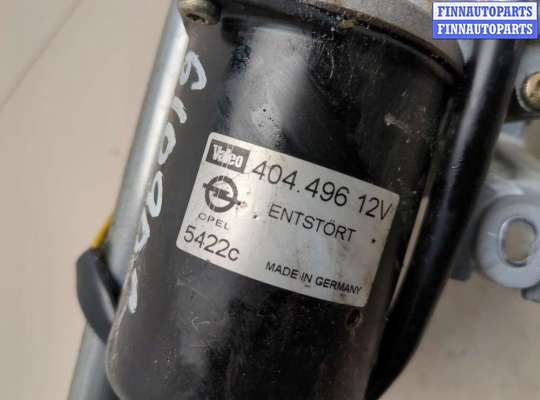 FINNAUTOPARTS
FINNAUTOPARTS
Valeo 404.496 12V
OPEL ENTSTÖRT
5422c
MADE IN GERMANY